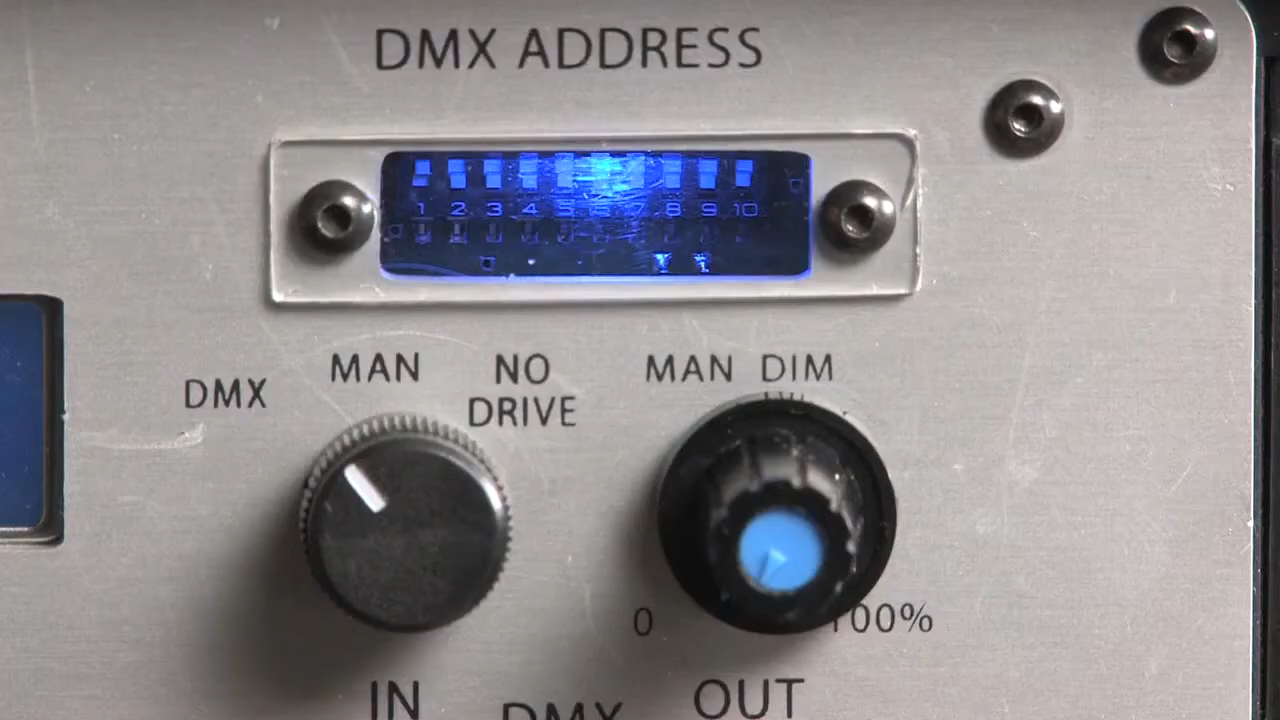 DMX ADDRESS
1 2 3 4 5 6 7 8 9 10
DMX
MAN
NO
DRIVE
MAN DIM
0
100%
IN
DMX
OUT